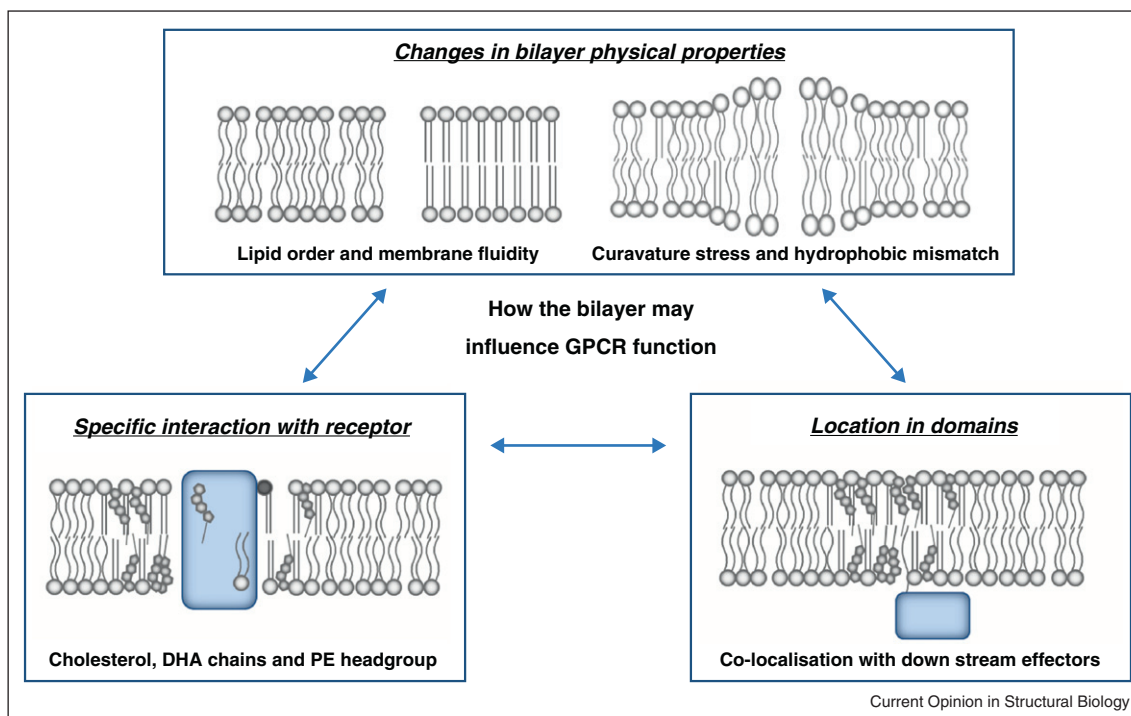 Changes in bilayer physical properties
Lipid order and membrane fluidity
Curavature stress and hydrophobic mismatch
How the bilayer may
influence GPCR function
Specific interaction with receptor
Cholesterol, DHA chains and PE headgroup
Location in domains
Co-localisation with down stream effectors
Current Opinion in Structural Biology